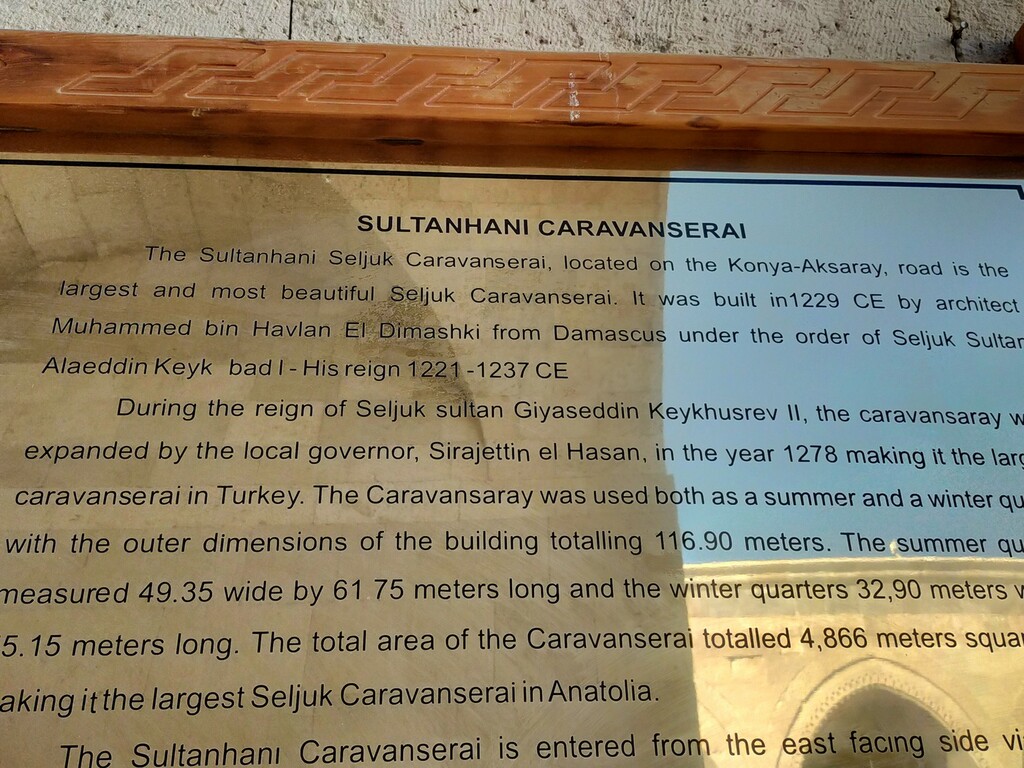 SULTANHANI CARAVANSERAI
The Sultanhani Seljuk Caravanserai, located on the Konya-Aksaray, road is the
largest and most beautiful Seljuk Caravanserai. It was built in1229 CE by architect
Muhammed bin Havlan El Dimashki from Damascus under the order of Seljuk Sultan
Alaeddin Keyk bad I - His reign 1221 -1237 CE
During the reign of Seljuk sultan Giyaseddin Keykhusrev II, the caravansaray w
expanded by the local governor, Sirajettin el Hasan, in the year 1278 making it the larg
caravanserai in Turkey. The Caravansaray was used both as a summer and a winter qu
with the outer dimensions of the building totalling 116.90 meters. The summer qu
measured 49.35 wide by 61 75 meters long and the winter quarters 32,90 meters w
5.15 meters long. The total area of the Caravanserai totalled 4,866 meters squar
aking it the largest Seljuk Caravanserai in Anatolia.
The Sultanhanı Caravanserai is entered from the east facıng side vi